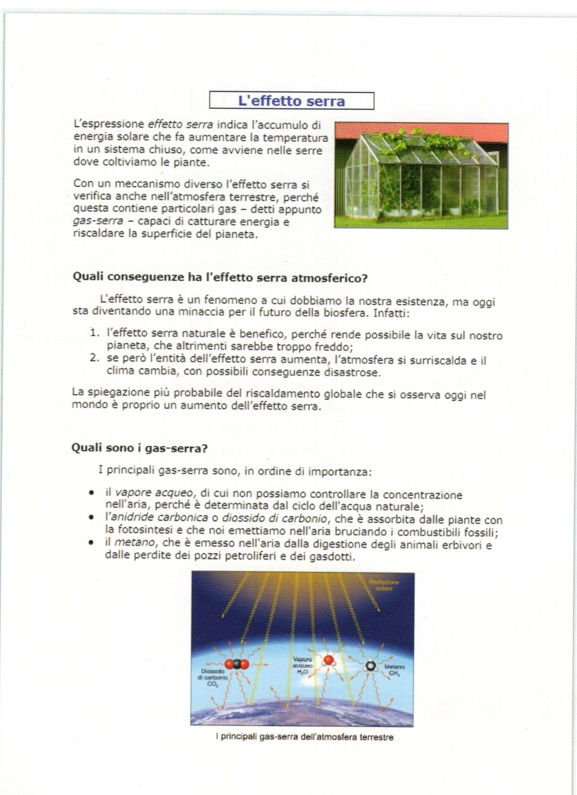 L'effetto serra
L'espressione effetto serra indica l'accumulo di
energia solare che fa aumentare la temperatura
in un sistema chiuso, come avviene nelle serre
dove coltiviamo le piante.
Con un meccanismo diverso l'effetto serra si
verifica anche nell'atmosfera terrestre, perché
questa contiene particolari gas – detti appunto
gas-serra – capaci di catturare energia e
riscaldare la superficie del pianeta.
Quali conseguenze ha l'effetto serra atmosferico?
L'effetto serra è un fenomeno a cui dobbiamo la nostra esistenza, ma oggi
sta diventando una minaccia per il futuro della biosfera. Infatti:
1. l'effetto serra naturale è benefico, perché rende possibile la vita sul nostro
pianeta, che altrimenti sarebbe troppo freddo;
2. se però l'entità dell'effetto serra aumenta, l'atmosfera si surriscalda e il
clima cambia, con possibili conseguenze disastrose.
La spiegazione più probabile del riscaldamento globale che si osserva oggi nel
mondo è proprio un aumento dell'effetto serra.
Quali sono i gas-serra?
I principali gas-serra sono, in ordine di importanza:
• il vapore acqueo, di cui non possiamo controllare la concentrazione
nell'aria, perché è determinata dal ciclo dell'acqua naturale;
• l'anidride carbonica o diossido di carbonio, che è assorbita dalle piante con
la fotosintesi e che noi emettiamo nell'aria bruciando i combustibili fossili;
• il metano, che è emesso nell'aria dalla digestione degli animali erbivori e
dalle perdite dei pozzi petroliferi e dei gasdotti.
Radiazione
solare
Diossido
di carbonio
CO₂
Vapore
acqueo
H₂O
Metano
CH₄
I principali gas-serra dell'atmosfera terrestre